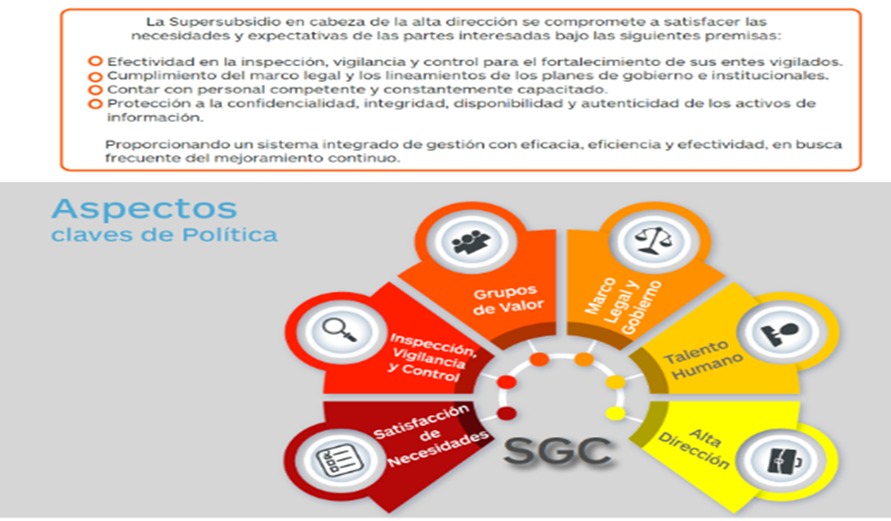 La Supersubsidio en cabeza de la alta dirección se compromete a satisfacer las
necesidades y expectativas de las partes interesadas bajo las siguientes premisas:
Efectividad en la inspección, vigilancia y control para el fortalecimiento de sus entes vigilados.
Cumplimiento del marco legal y los lineamientos de los planes de gobierno e institucionales.
Contar con personal competente y constantemente capacitado.
Protección a la confidencialidad, integridad, disponibilidad y autenticidad de los activos de
información.
Proporcionando un sistema integrado de gestión con eficacia, eficiencia y efectividad, en busca
frecuente del mejoramiento continuo.
Aspectos
claves de Política
Satisfacción
de
Necesidades
Inspección,
Vigilancia
y Control
Grupos
de Valor
Marco
Legal y
Gobierno
Talento
Humano
Alta
Dirección
SGC